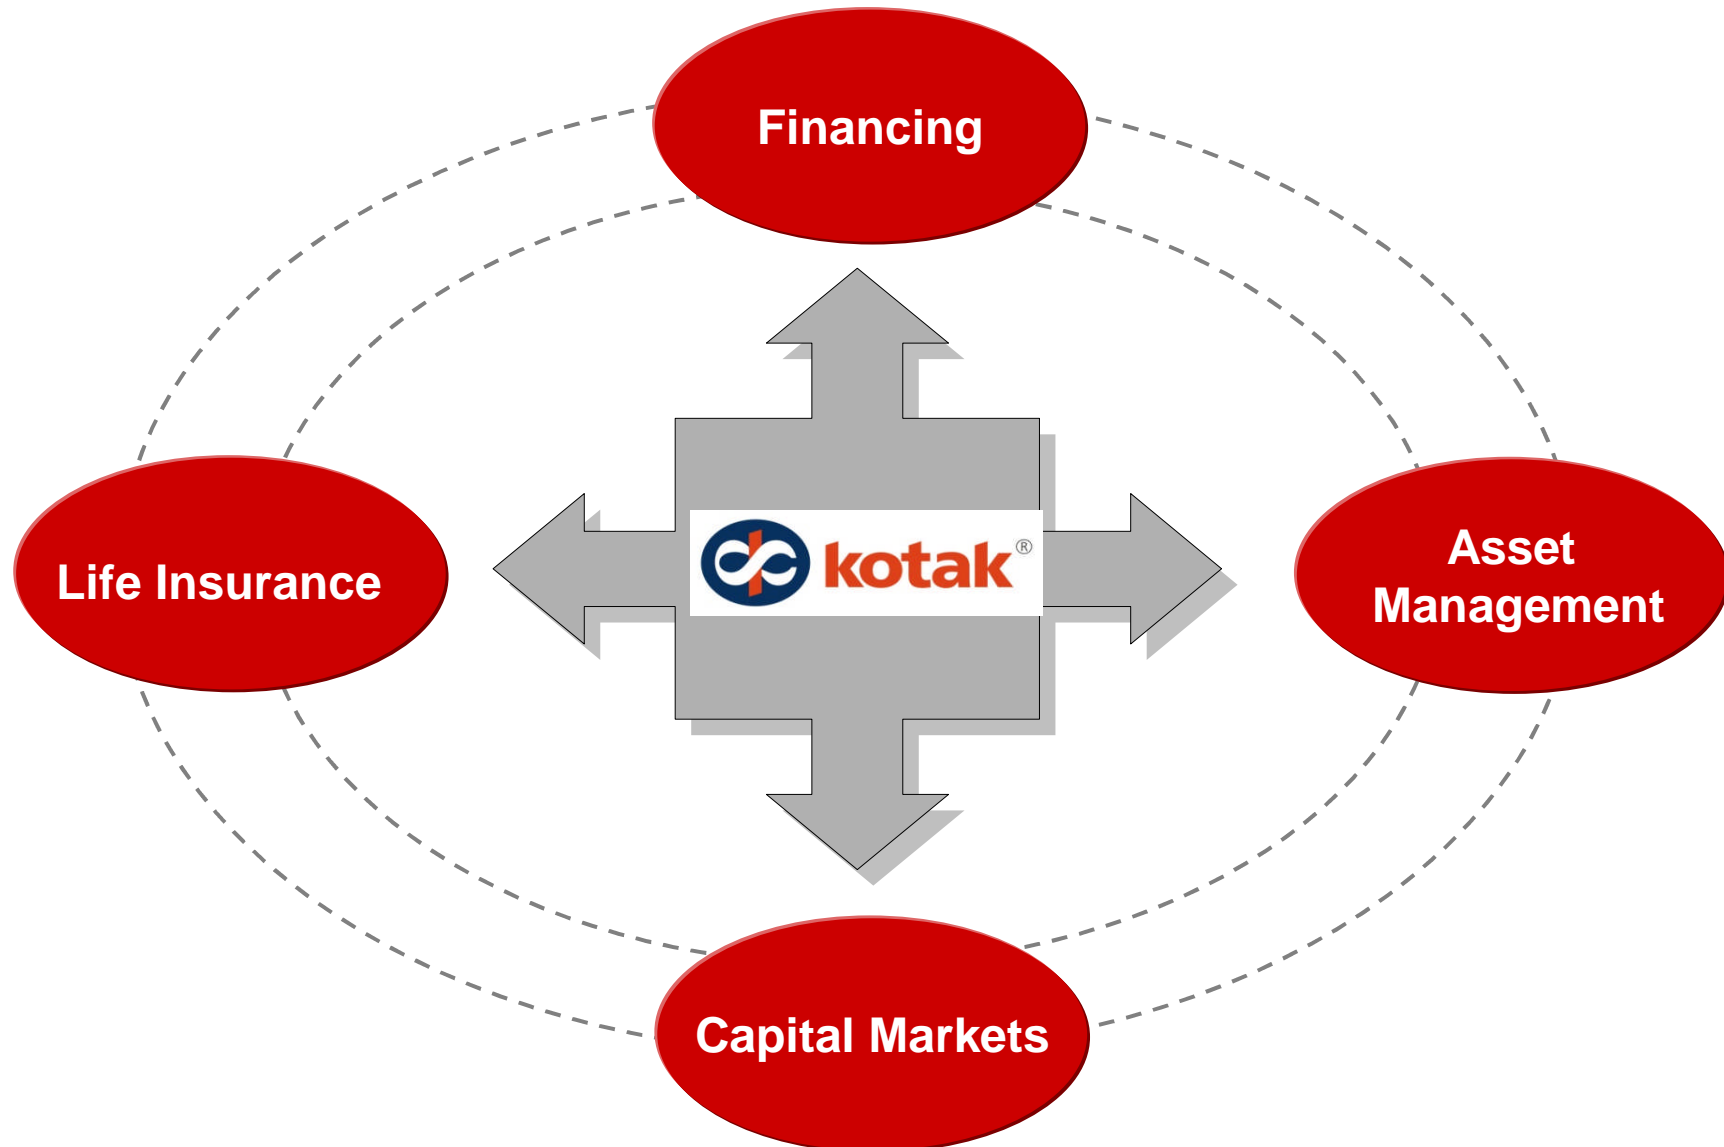 Financing
Life Insurance
kotak®
Asset
Management
Capital Markets